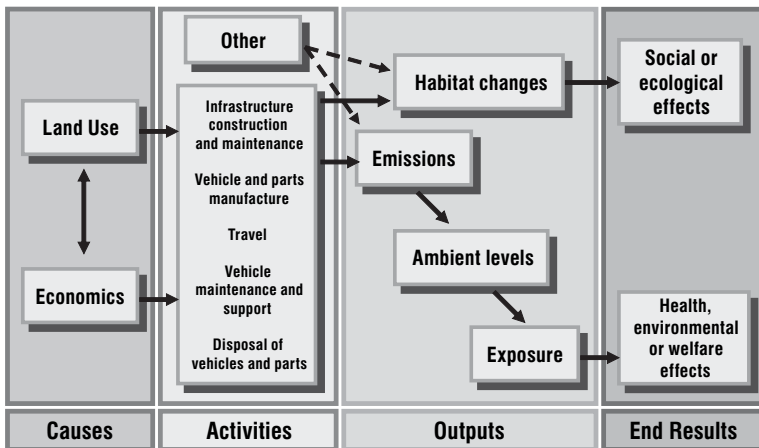 Other
Land Use
Economics
Infrastructure
construction
and maintenance
Vehicle and parts
manufacture
Travel
Vehicle
maintenance and
support
Disposal of
vehicles and parts
Habitat changes
Emissions
Ambient levels
Exposure
Social or
ecological
effects
Health,
environmental
or welfare
effects
Causes
Activities
Outputs
End Results